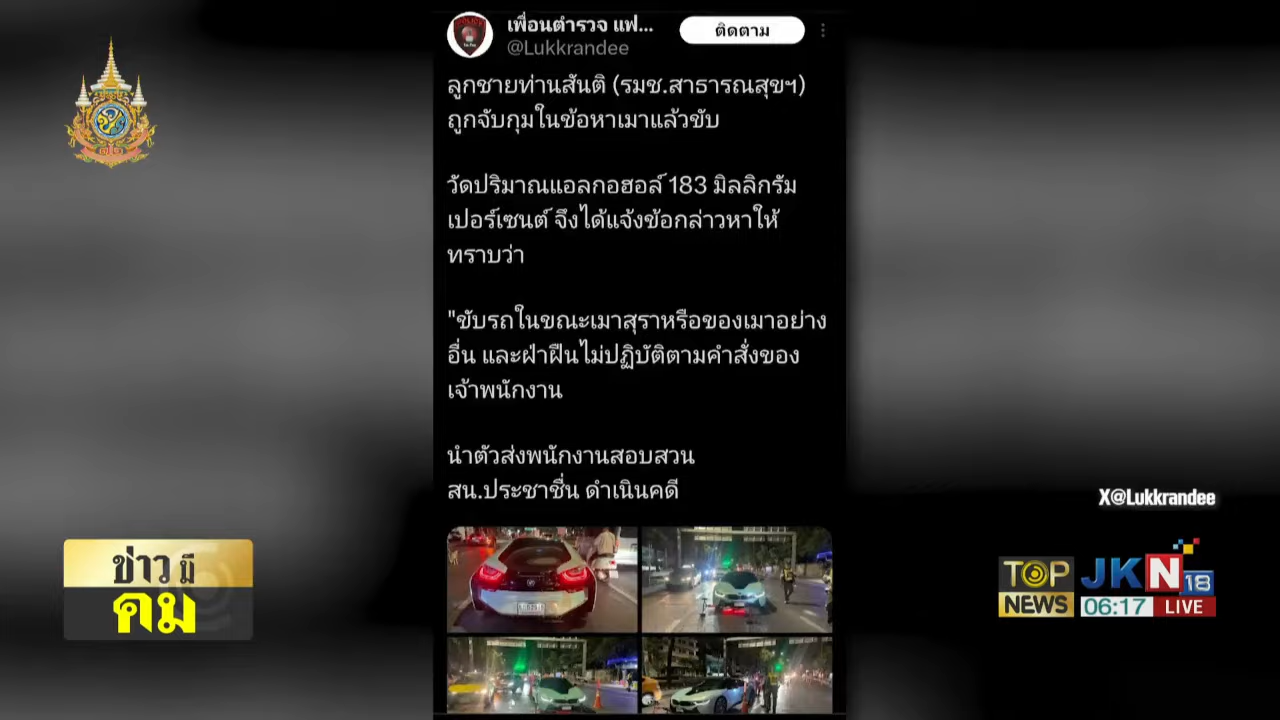 เพื่อนตำรวจ แฟ...
@Lukkrandee
ติดตาม
ลูกชายท่านสันติ (รมช.สาธารณสุขฯ)
ถูกจับกุมในข้อหาเมาแล้วขับ
วัดปริมาณแอลกอฮอล์ 183 มิลลิกรัม
เปอร์เซนต์ จึงได้แจ้งข้อกล่าวหาให้
ทราบว่า
"ขับรถในขณะเมาสุราหรือของเมาอย่าง
อื่น และฝ่าฝืนไม่ปฏิบัติตามคำสั่งของ
เจ้าพนักงาน
นำตัวส่งพนักงานสอบสวน
สน.ประชาชื่น ดำเนินคดี
X@Lukkrandee
ข่าว มี
คม
TOP
NEWS
JKN18
06:17 LIVE